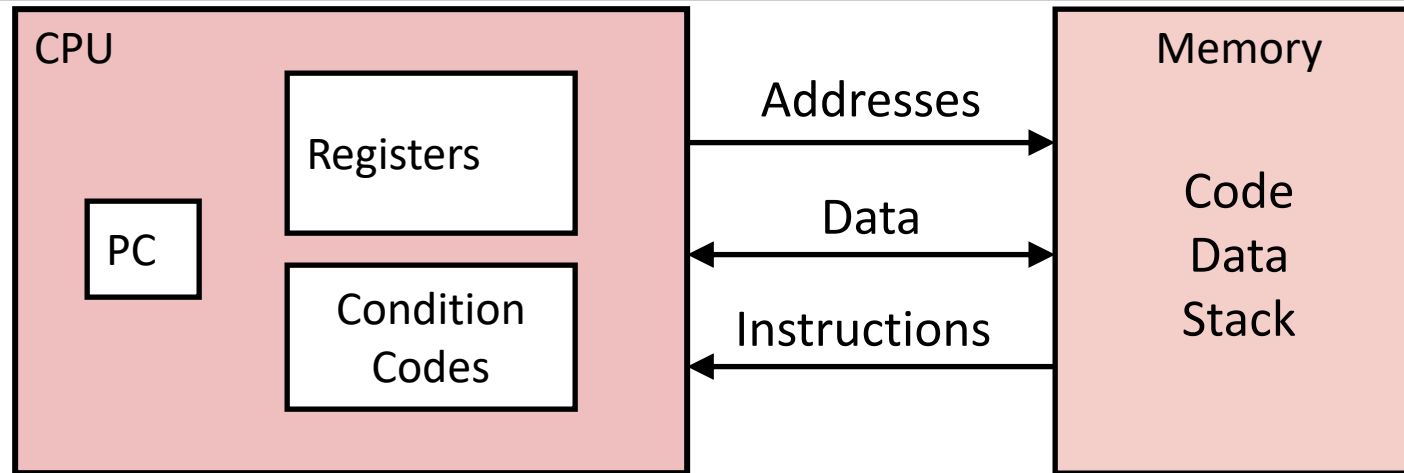 CPU
Registers
PC
Condition
Codes
Addresses
Data
Instructions
Memory
Code
Data
Stack